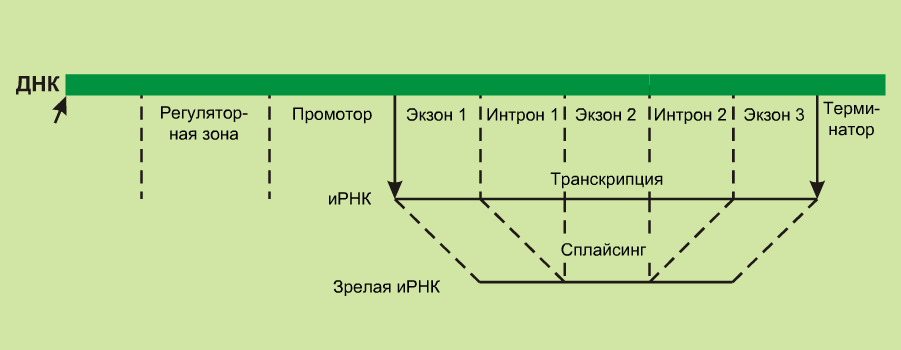 ДНК
Регулятор-
ная зона
Промотор
Экзон 1
Интрон 1
Экзон 2
Интрон 2
Экзон 3
Терми-
натор
Транскрипция
иРНК
Сплайсинг
Зрелая иРНК